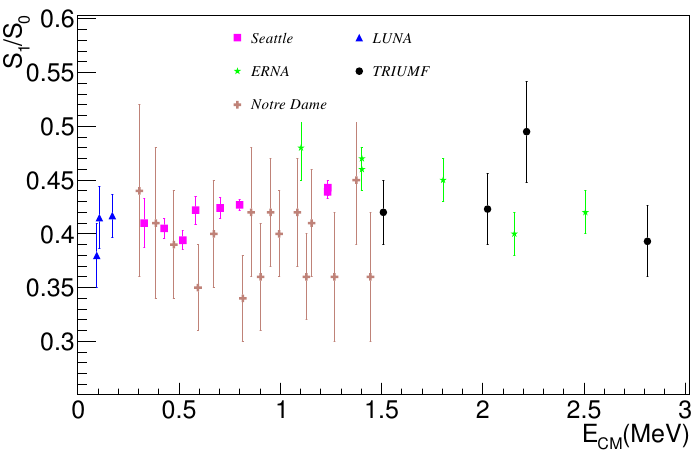 S1/S0
0.6
0.55
0.5
0.45
0.4
0.35
0.3
Seattle
LUNA
ERNA
TRIUMF
Notre Dame
0 0.5 1 1.5 2 2.5 3
ECM(MeV)